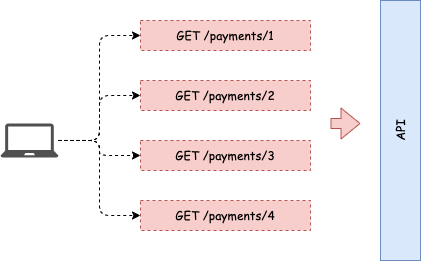 GET /payments/1
GET /payments/2
GET /payments/3
GET /payments/4
API